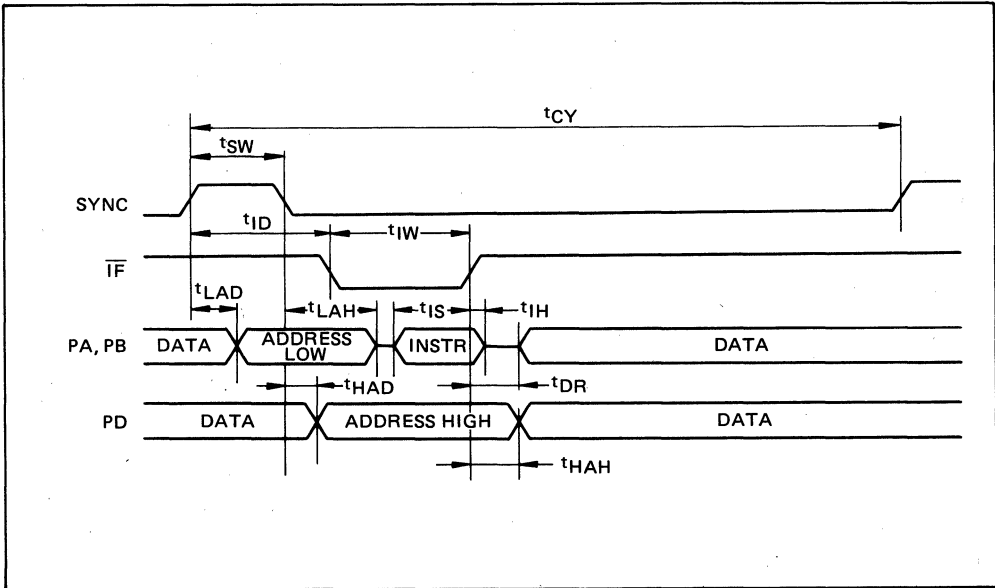 tCY
tSW
SYNC
tID
tIW
IF
tLAD
tLAH
tIS
tIH
PA, PB
DATA
ADDRESS
LOW
INSTR
DATA
tHAD
tDR
PD
DATA
ADDRESS HIGH
DATA
tHAH